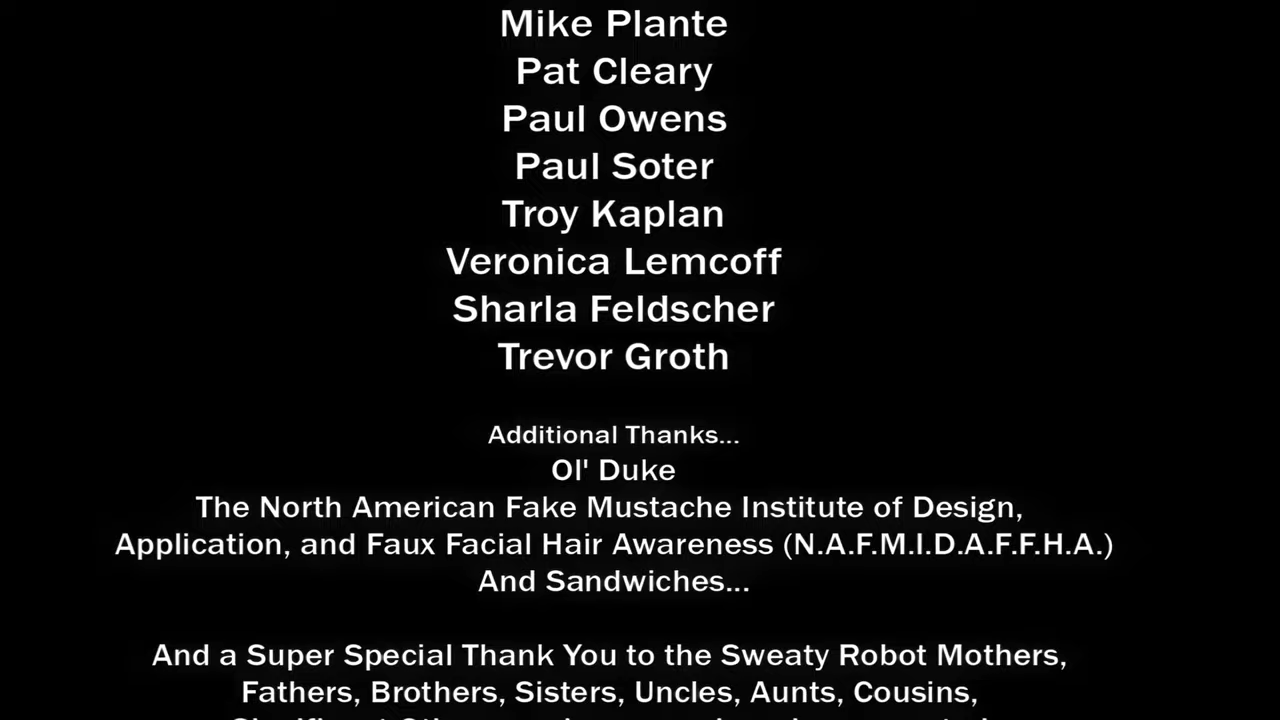 Mike Plante
Pat Cleary
Paul Owens
Paul Soter
Troy Kaplan
Veronica Lemcoff
Sharla Feldscher
Trevor Groth
Additional Thanks...
Ol' Duke
The North American Fake Mustache Institute of Design,
Application, and Faux Facial Hair Awareness (N.A.F.M.I.D.A.F.F.H.A.)
And Sandwiches...
And a Super Special Thank You to the Sweaty Robot Mothers,
Fathers, Brothers, Sisters, Uncles, Aunts, Cousins,